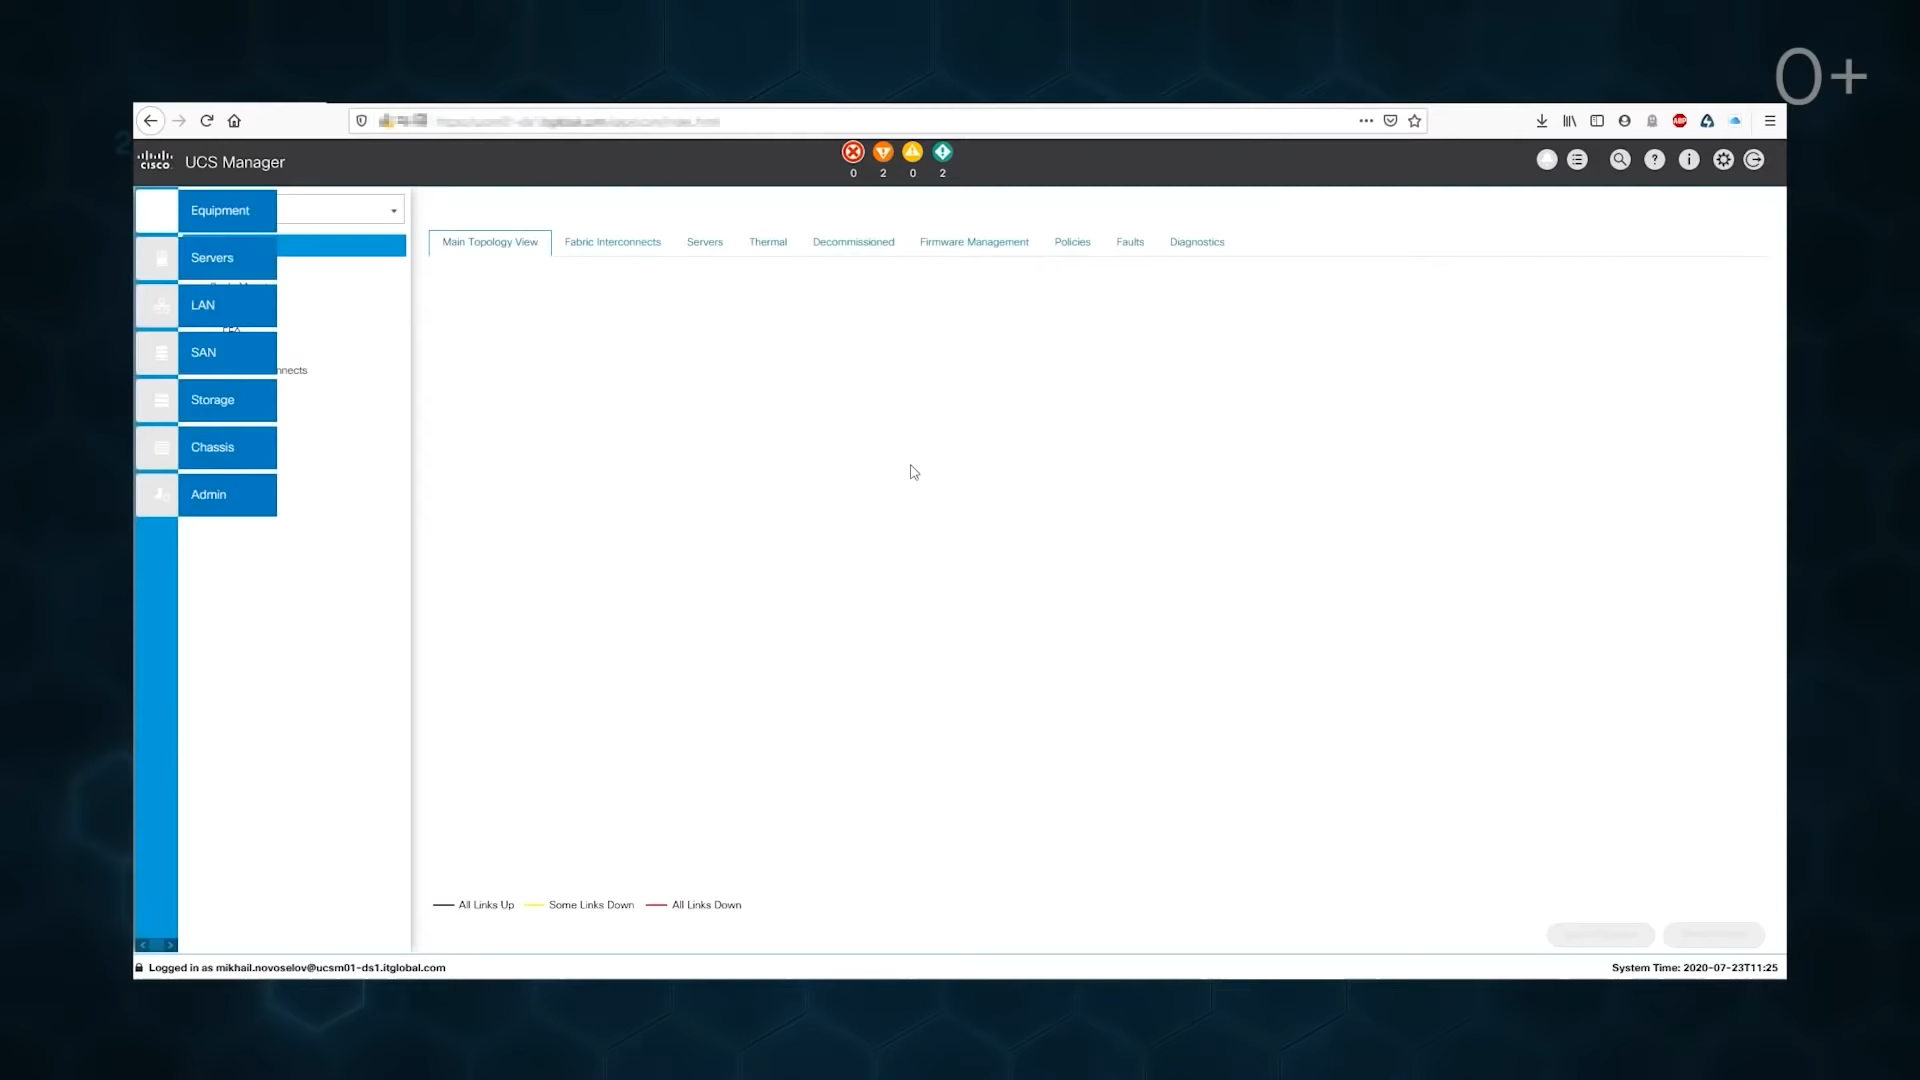 0+
cisco UCS Manager
0 2 0 2
Equipment
Servers
LAN
SAN
nnects
Storage
Chassis
Admin
Main Topology View Fabric Interconnects Servers Thermal Decommissioned Firmware Management Policies Faults Diagnostics
All Links Up Some Links Down All Links Down
Logged in as mikhail.novoselov@ucsm01-ds1.itglobal.com System Time: 2020-07-23T11:25